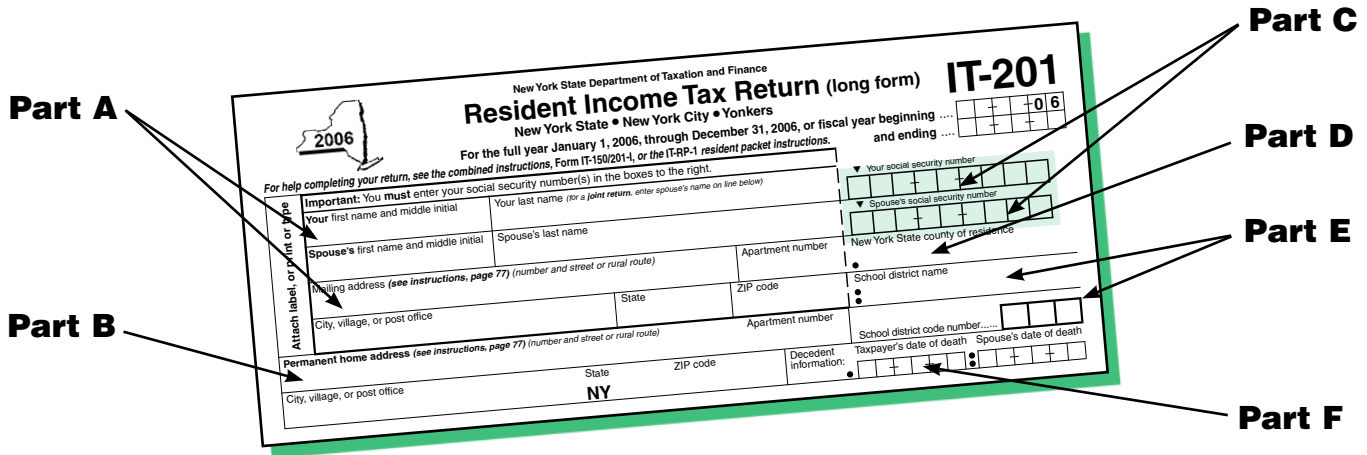 Part C
Part A
Part D
Part E
Part B
Part F
2006
New York State Department of Taxation and Finance
Resident Income Tax Return (long form)
IT-201
New York State • New York City • Yonkers
For the full year January 1, 2006, through December 31, 2006, or fiscal year beginning ....
0 6
and ending ....
For help completing your return, see the combined instructions, Form IT-150/201-I, or the IT-RP-1 resident packet instructions.
Attach label, or print or type
Important: You must enter your social security number(s) in the boxes to the right.
▼ Your social security number
Your first name and middle initial
Your last name (for a joint return, enter spouse's name on line below)
▼ Spouse's social security number
Spouse's first name and middle initial
Spouse's last name
New York State county of residence
Mailing address (see instructions, page 77) (number and street or rural route)
Apartment number
School district name
City, village, or post office
State
ZIP code
School district code number......
Permanent home address (see instructions, page 77) (number and street or rural route)
Apartment number
Decedent
information:
Taxpayer's date of death
Spouse's date of death
City, village, or post office
State
NY
ZIP code